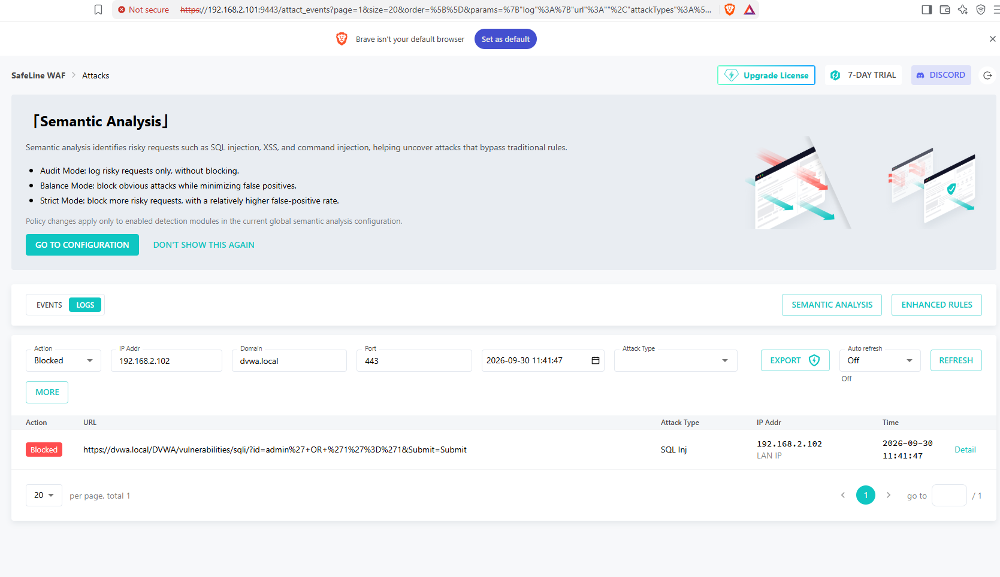 Not secure https://192.168.2.101:9443/attact_events?page=1&size=20&order=%5B%5D&params=%7B"log"%3A%7B"url"%3A""%2C"attackTypes"%3A%5...
Brave isn't your default browser Set as default
SafeLine WAF > Attacks
Upgrade License 7-DAY TRIAL DISCORD
「Semantic Analysis」
Semantic analysis identifies risky requests such as SQL injection, XSS, and command injection, helping uncover attacks that bypass traditional rules.
• Audit Mode: log risky requests only, without blocking.
• Balance Mode: block obvious attacks while minimizing false positives.
• Strict Mode: block more risky requests, with a relatively higher false-positive rate.
Policy changes apply only to enabled detection modules in the current global semantic analysis configuration.
GO TO CONFIGURATION DON'T SHOW THIS AGAIN
EVENTS LOGS SEMANTIC ANALYSIS ENHANCED RULES
Action IP Addr Domain Port Attack Type Auto refresh
Blocked 192.168.2.102 dvwa.local 443 2026-09-30 11:41:47 EXPORT Off REFRESH
Off
MORE
Action URL Attack Type IP Addr Time
Blocked https://dvwa.local/DVWA/vulnerabilities/sqli/?id=admin%27+OR+%271%27%3D%271&Submit=Submit SQL Inj 192.168.2.102 2026-09-30 Detail
LAN IP 11:41:47
20 per page, total 1 < 1 > go to / 1